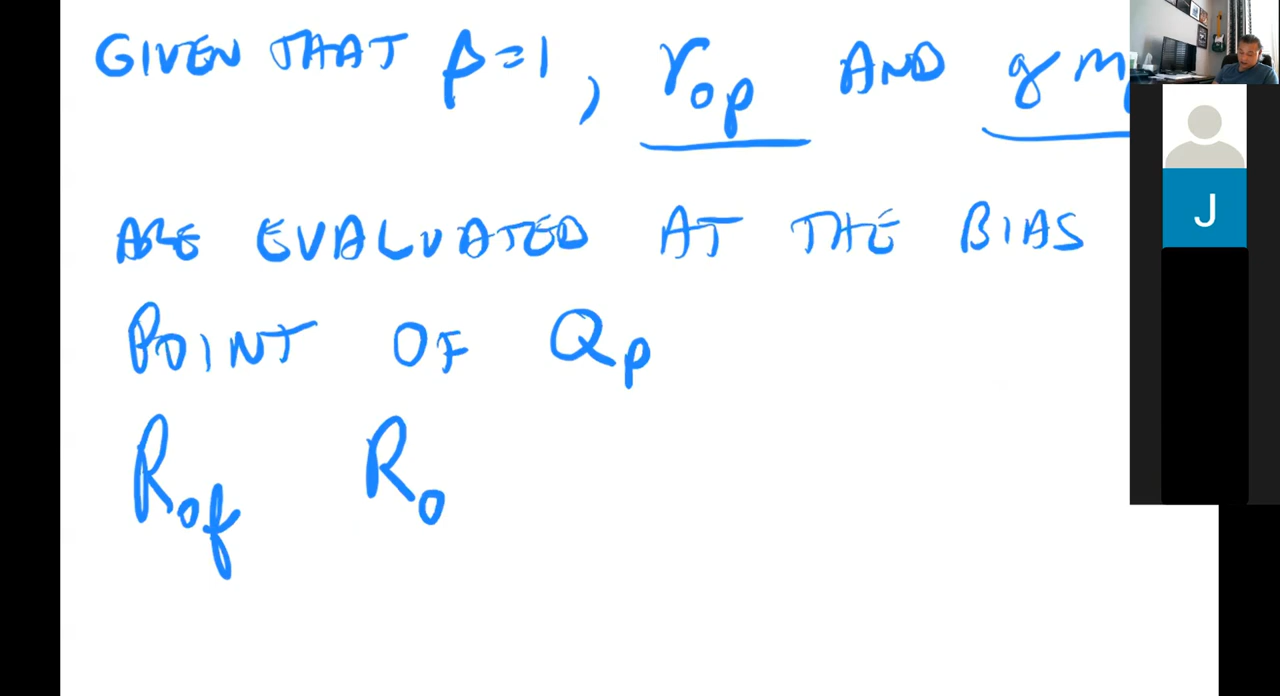 GIVEN THAT β=1, rop AND gm
ARE EVALUATED AT THE BIAS
POINT OF Qp
Rof Ro
J